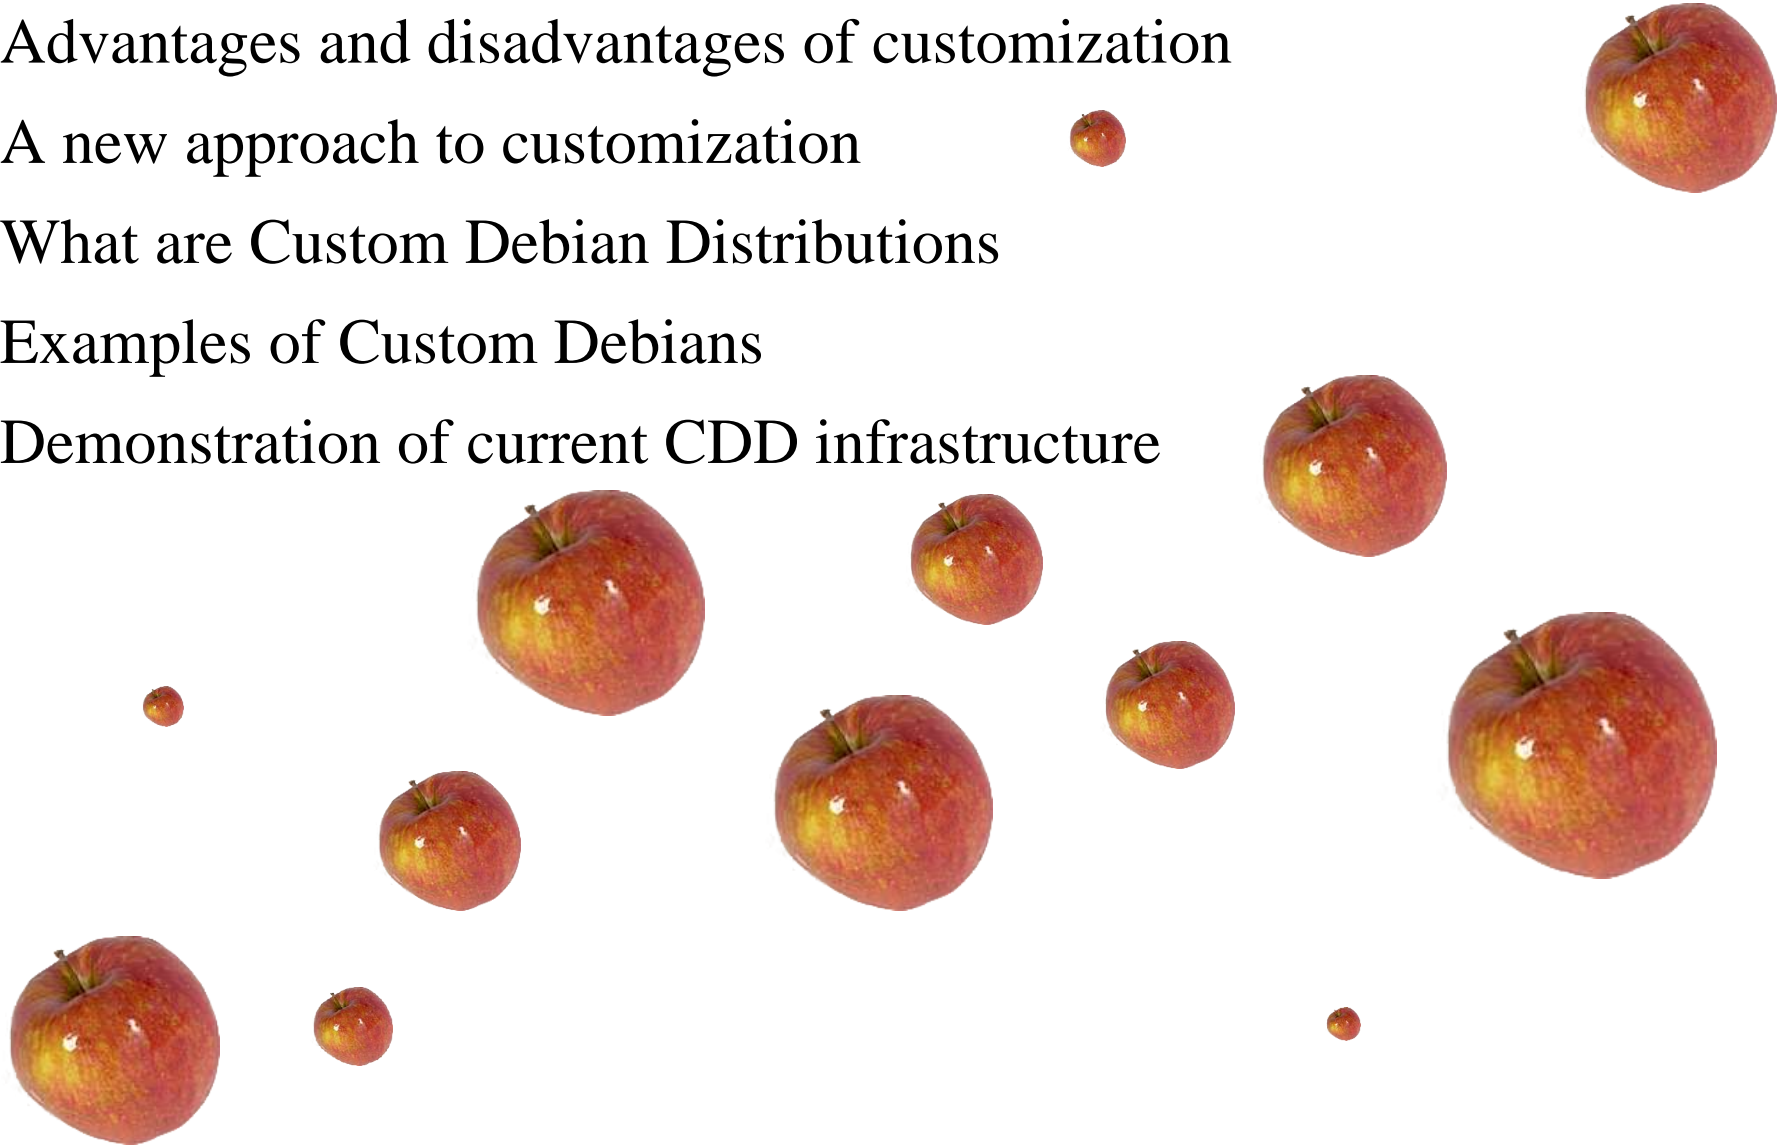 Advantages and disadvantages of customization
A new approach to customization
What are Custom Debian Distributions
Examples of Custom Debians
Demonstration of current CDD infrastructure